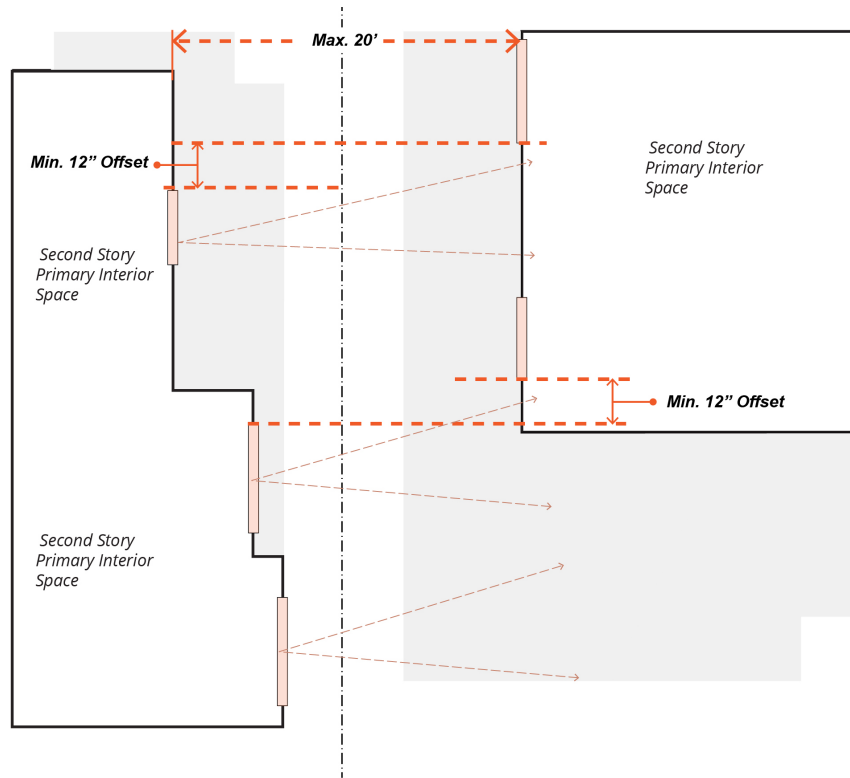 Max. 20’
Min. 12” Offset
Second Story
Primary Interior
Space
Second Story
Primary Interior
Space
Min. 12” Offset
Second Story
Primary Interior
Space